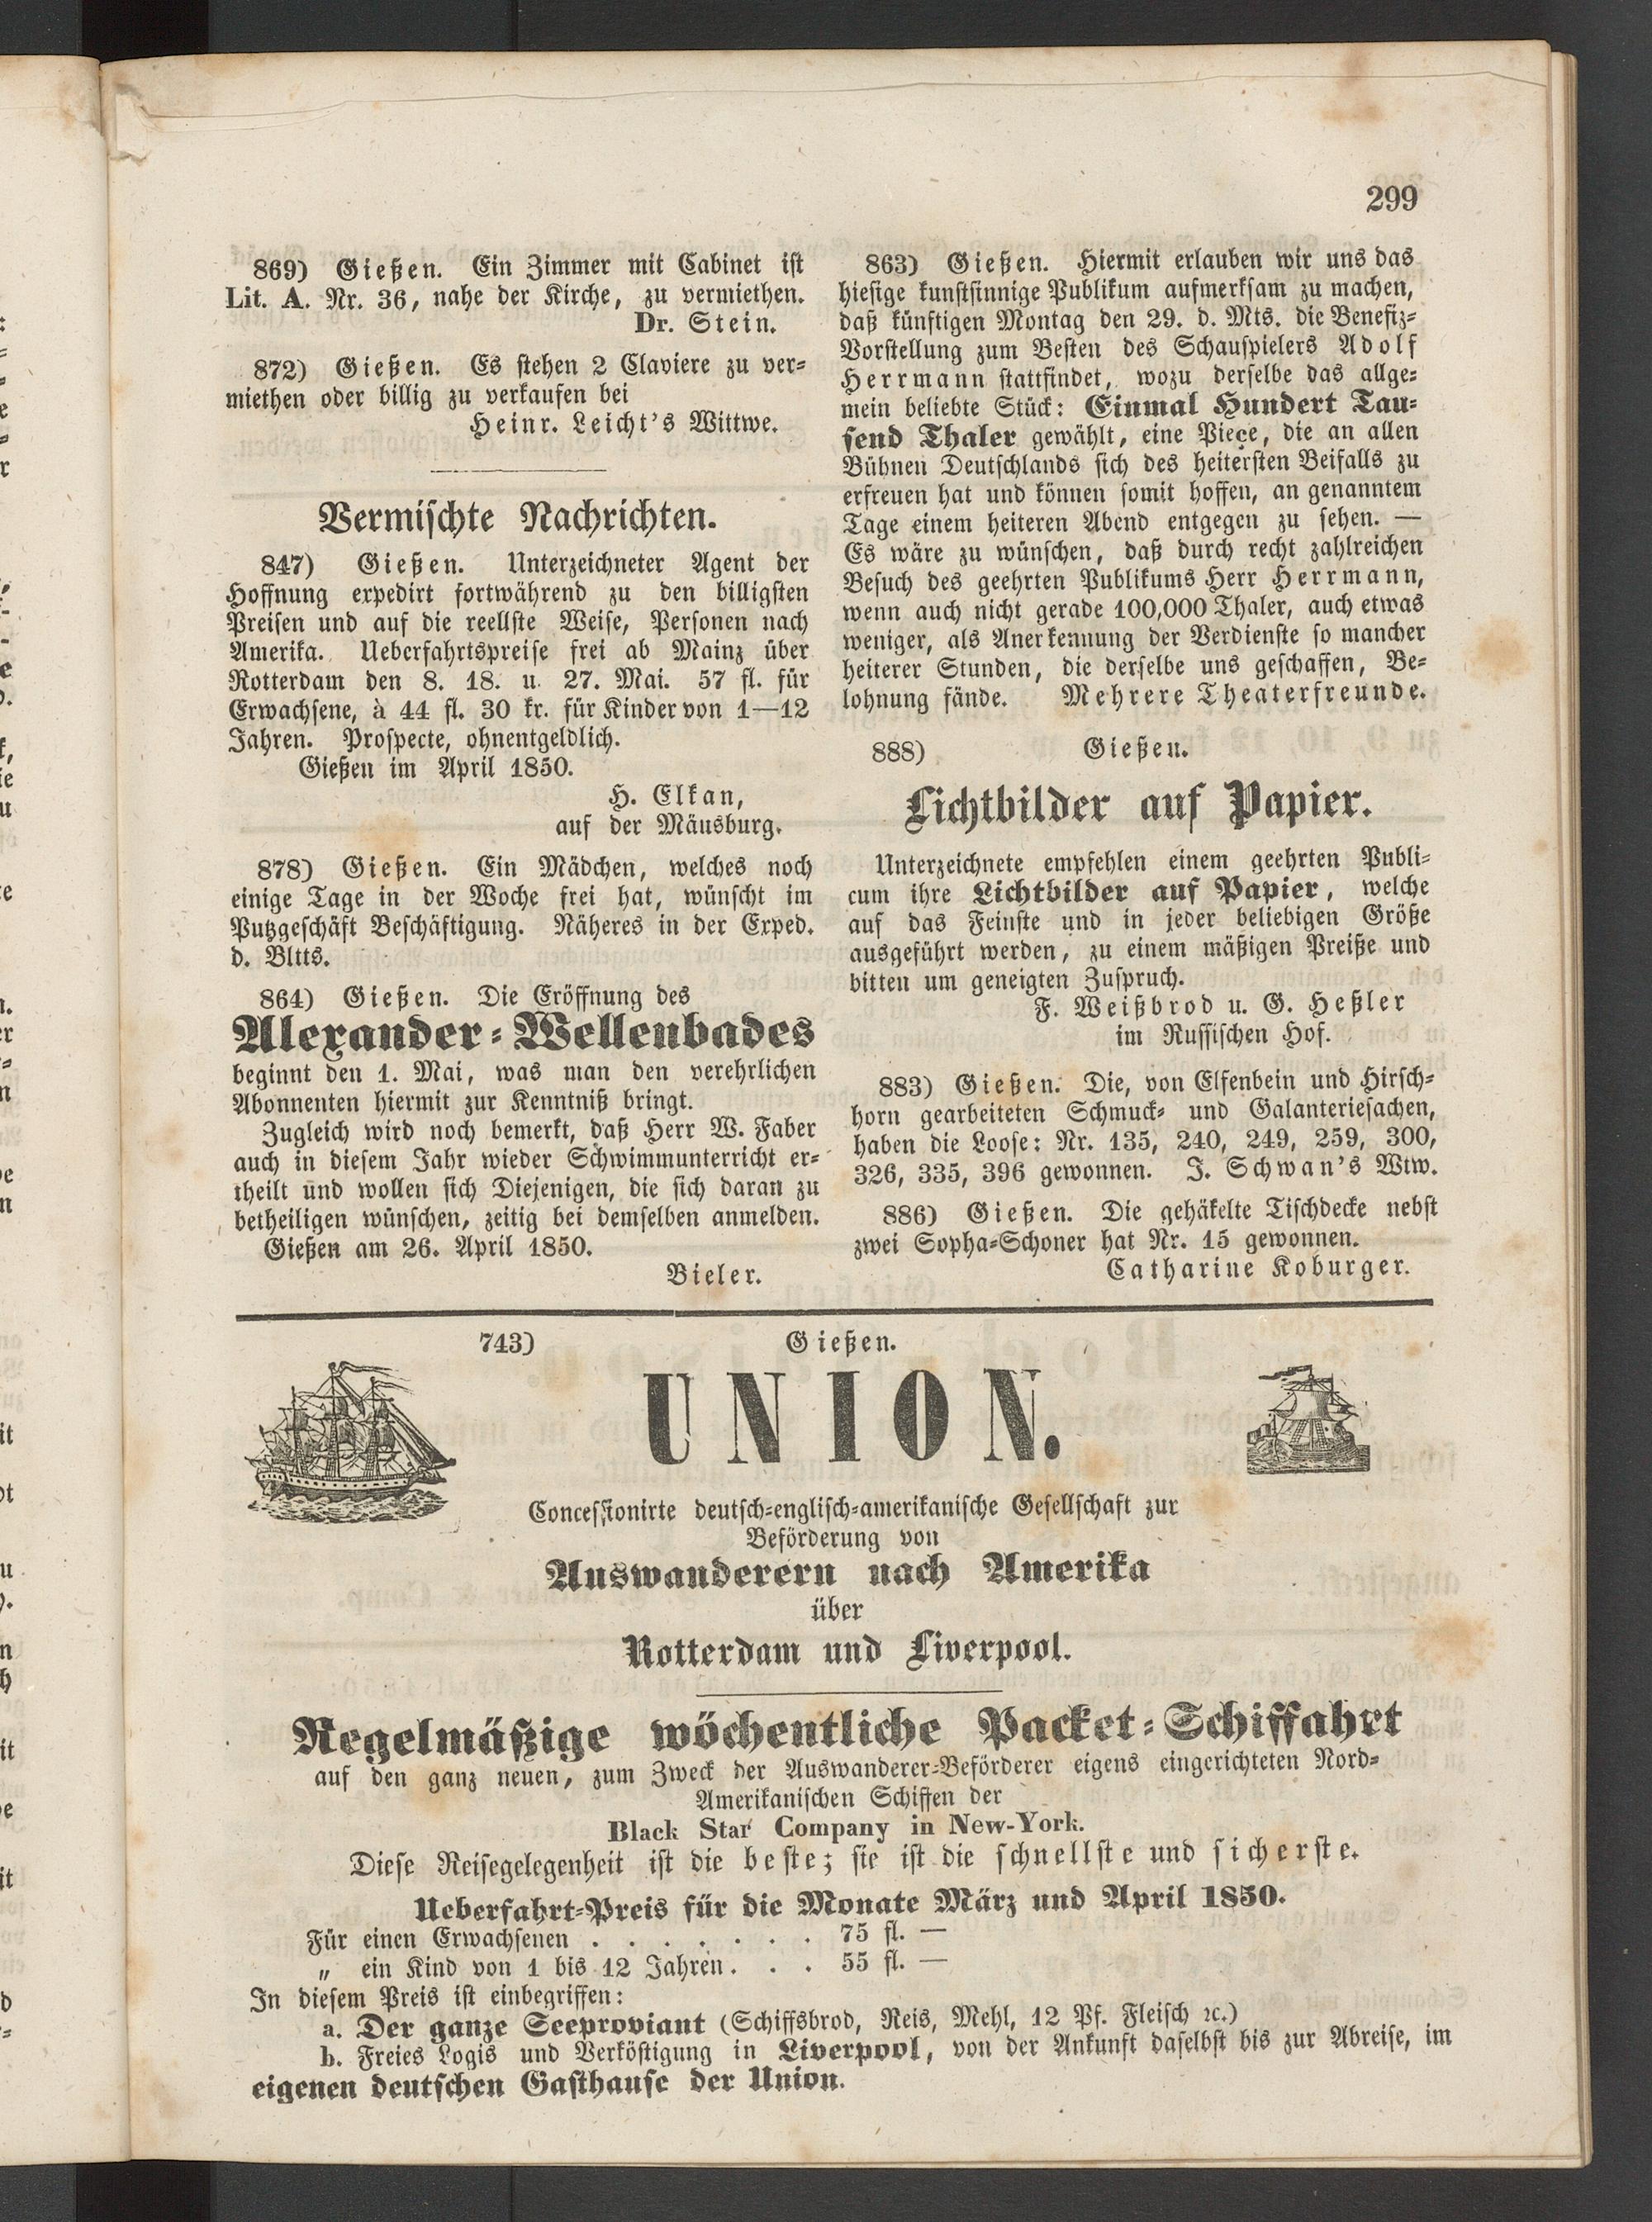 299
869) Gießen. Ein Zimmer mit Cabinet ist
Lit. A. Nr. 36, nahe der Kirche, zu vermiethen.
Dr. Stein.
872) Gießen. Es stehen 2 Claviere zu ver-
miethen oder billig zu verkaufen bei
Heinr. Leicht's Wittwe.
Vermischte Nachrichten.
847) Gießen. Unterzeichneter Agent der
Hoffnung expedirt fortwährend zu den billigsten
Preisen und auf die reellste Weise, Personen nach
Amerika. Ueberfahrtspreise frei ab Mainz über
Rotterdam den 8. 18. u. 27. Mai. 57 fl. für
Erwachsene, à 44 fl. 30 kr. für Kinder von 1—12
Jahren. Prospecte, ohnentgeldlich.
Gießen im April 1850.
H. Elkan,
auf der Mäusburg.
878) Gießen. Ein Mädchen, welches noch
einige Tage in der Woche frei hat, wünscht im
Putzgeschäft Beschäftigung. Näheres in der Exped.
d. Bltts.
864) Gießen. Die Eröffnung des
Alexander-Wellenbades
beginnt den 1. Mai, was man den verehrlichen
Abonnenten hiermit zur Kenntniß bringt.
Zugleich wird noch bemerkt, daß Herr W. Faber
auch in diesem Jahr wieder Schwimmunterricht er-
theilt und wollen sich Diejenigen, die sich daran zu
betheiligen wünschen, zeitig bei demselben anmelden.
Gießen am 26. April 1850.
Bieler.
863) Gießen. Hiermit erlauben wir uns das
hiesige kunstsinnige Publikum aufmerksam zu machen,
daß künftigen Montag den 29. d. Mts. die Benefiz-
Vorstellung zum Besten des Schauspielers Adolf
Herrmann stattfindet, wozu derselbe das allge-
mein beliebte Stück: Einmal Hundert Tau-
send Thaler gewählt, eine Pieçe, die an allen
Bühnen Deutschlands sich des heitersten Beifalls zu
erfreuen hat und können somit hoffen, an genanntem
Tage einem heiteren Abend entgegen zu sehen. —
Es wäre zu wünschen, daß durch recht zahlreichen
Besuch des geehrten Publikums Herr Herrmann,
wenn auch nicht gerade 100,000 Thaler, auch etwas
weniger, als Anerkennung der Verdienste so mancher
heiterer Stunden, die derselbe uns geschaffen, Be-
lohnung fände. Mehrere Theaterfreunde.
888) Gießen.
Lichtbilder auf Papier.
Unterzeichnete empfehlen einem geehrten Publi-
cum ihre Lichtbilder auf Papier, welche
auf das Feinste und in jeder beliebigen Größe
ausgeführt werden, zu einem mäßigen Preiße und
bitten um geneigten Zuspruch.
F. Weißbrod u. G. Heßler
im Russischen Hof.
883) Gießen. Die, von Elfenbein und Hirsch-
horn gearbeiteten Schmuck- und Galanteriesachen,
haben die Loose: Nr. 135, 240, 249, 259, 300,
326, 335, 396 gewonnen. J. Schwan's Wtw.
886) Gießen. Die gehäkelte Tischdecke nebst
zwei Sopha-Schoner hat Nr. 15 gewonnen.
Catharine Koburger.
743) Gießen.
UNION.
Concessionirte deutsch-englisch-amerikanische Gesellschaft zur
Beförderung von
Auswanderern nach Amerika
über
Rotterdam und Liverpool.
Regelmäßige wöchentliche Packet-Schiffahrt
auf den ganz neuen, zum Zweck der Auswanderer-Beförderer eigens eingerichteten Nord-
Amerikanischen Schiffen der
Black Star Company in New-York.
Diese Reisegelegenheit ist die beste; sie ist die schnellste und sicherste.
Ueberfahrt-Preis für die Monate März und April 1850.
Für einen Erwachsenen . . . . . . . 75 fl. —
„ ein Kind von 1 bis 12 Jahren. . . 55 fl. —
In diesem Preis ist einbegriffen:
a. Der ganze Seeproviant (Schiffsbrod, Reis, Mehl, 12 Pf. Fleisch ꝛc.)
b. Freies Logis und Verköstigung in Liverpool, von der Ankunft daselbst bis zur Abreise, im
eigenen deutschen Gasthause der Union.